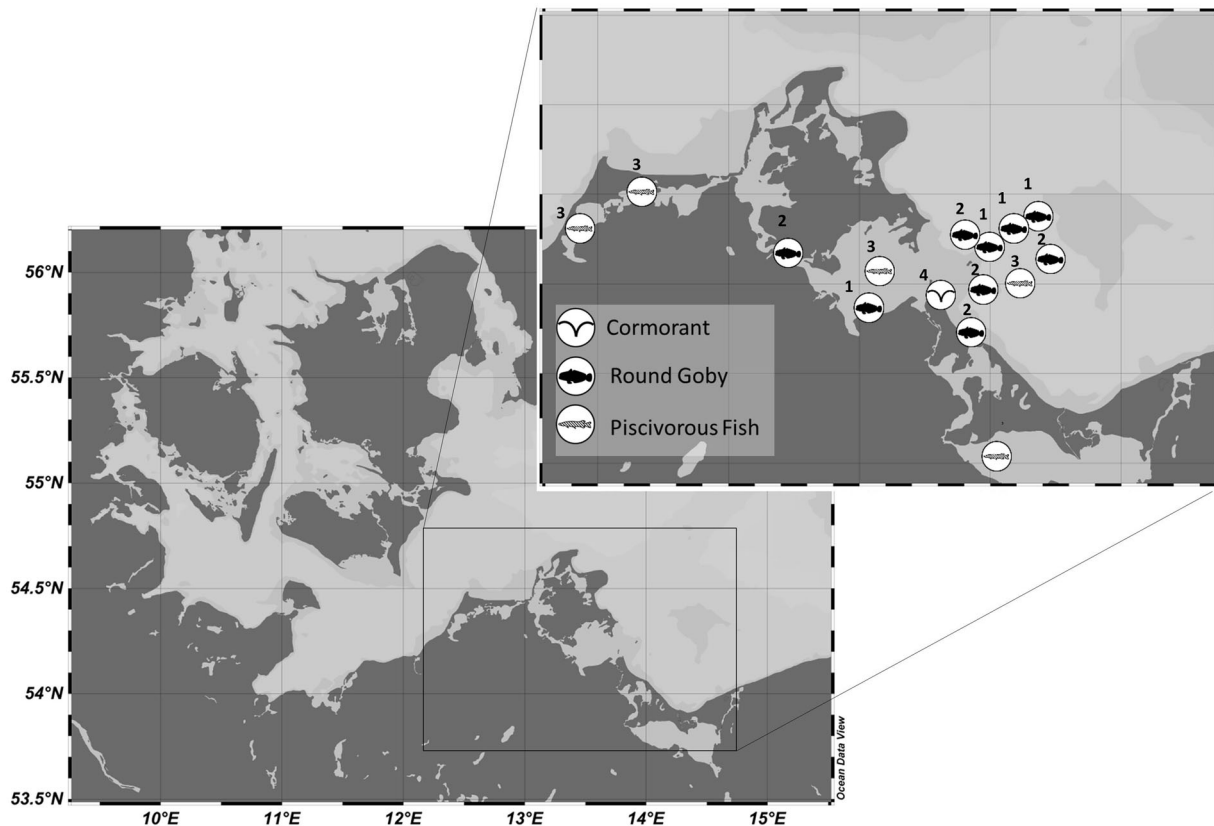 3
3
2
3
1
4
2
1
1
1
2
2
3
2
Cormorant
Round Goby
Piscivorous Fish
56°N
55.5°N
55°N
54.5°N
54°N
53.5°N
10°E
11°E
12°E
13°E
14°E
15°E
Ocean Data View